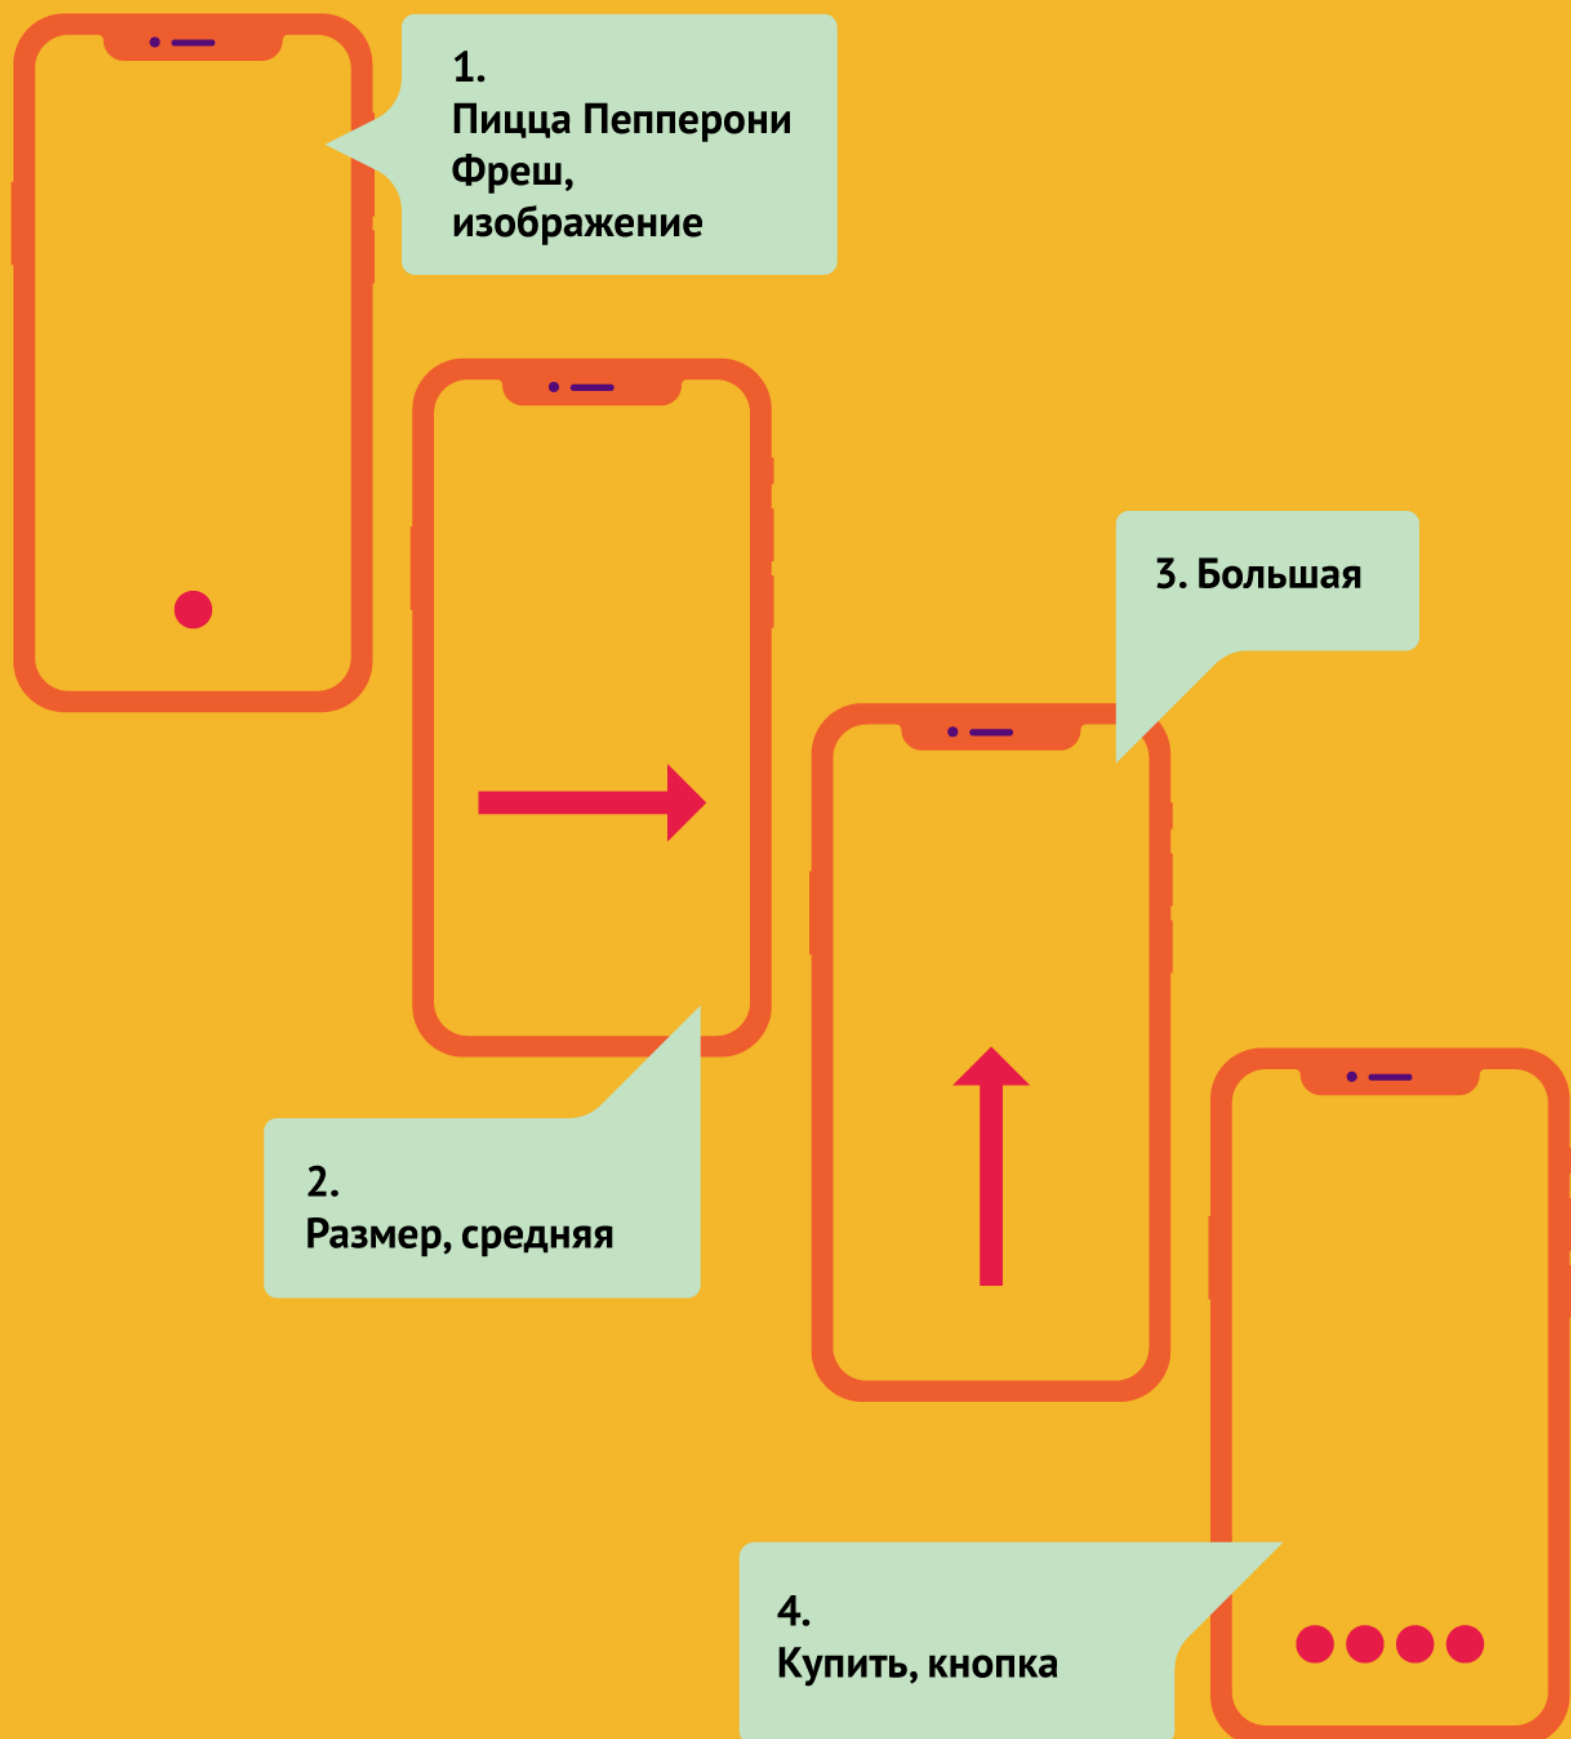 1.
Пицца Пепперони
Фреш,
изображение
3. Большая
2.
Размер, средняя
4.
Купить, кнопка